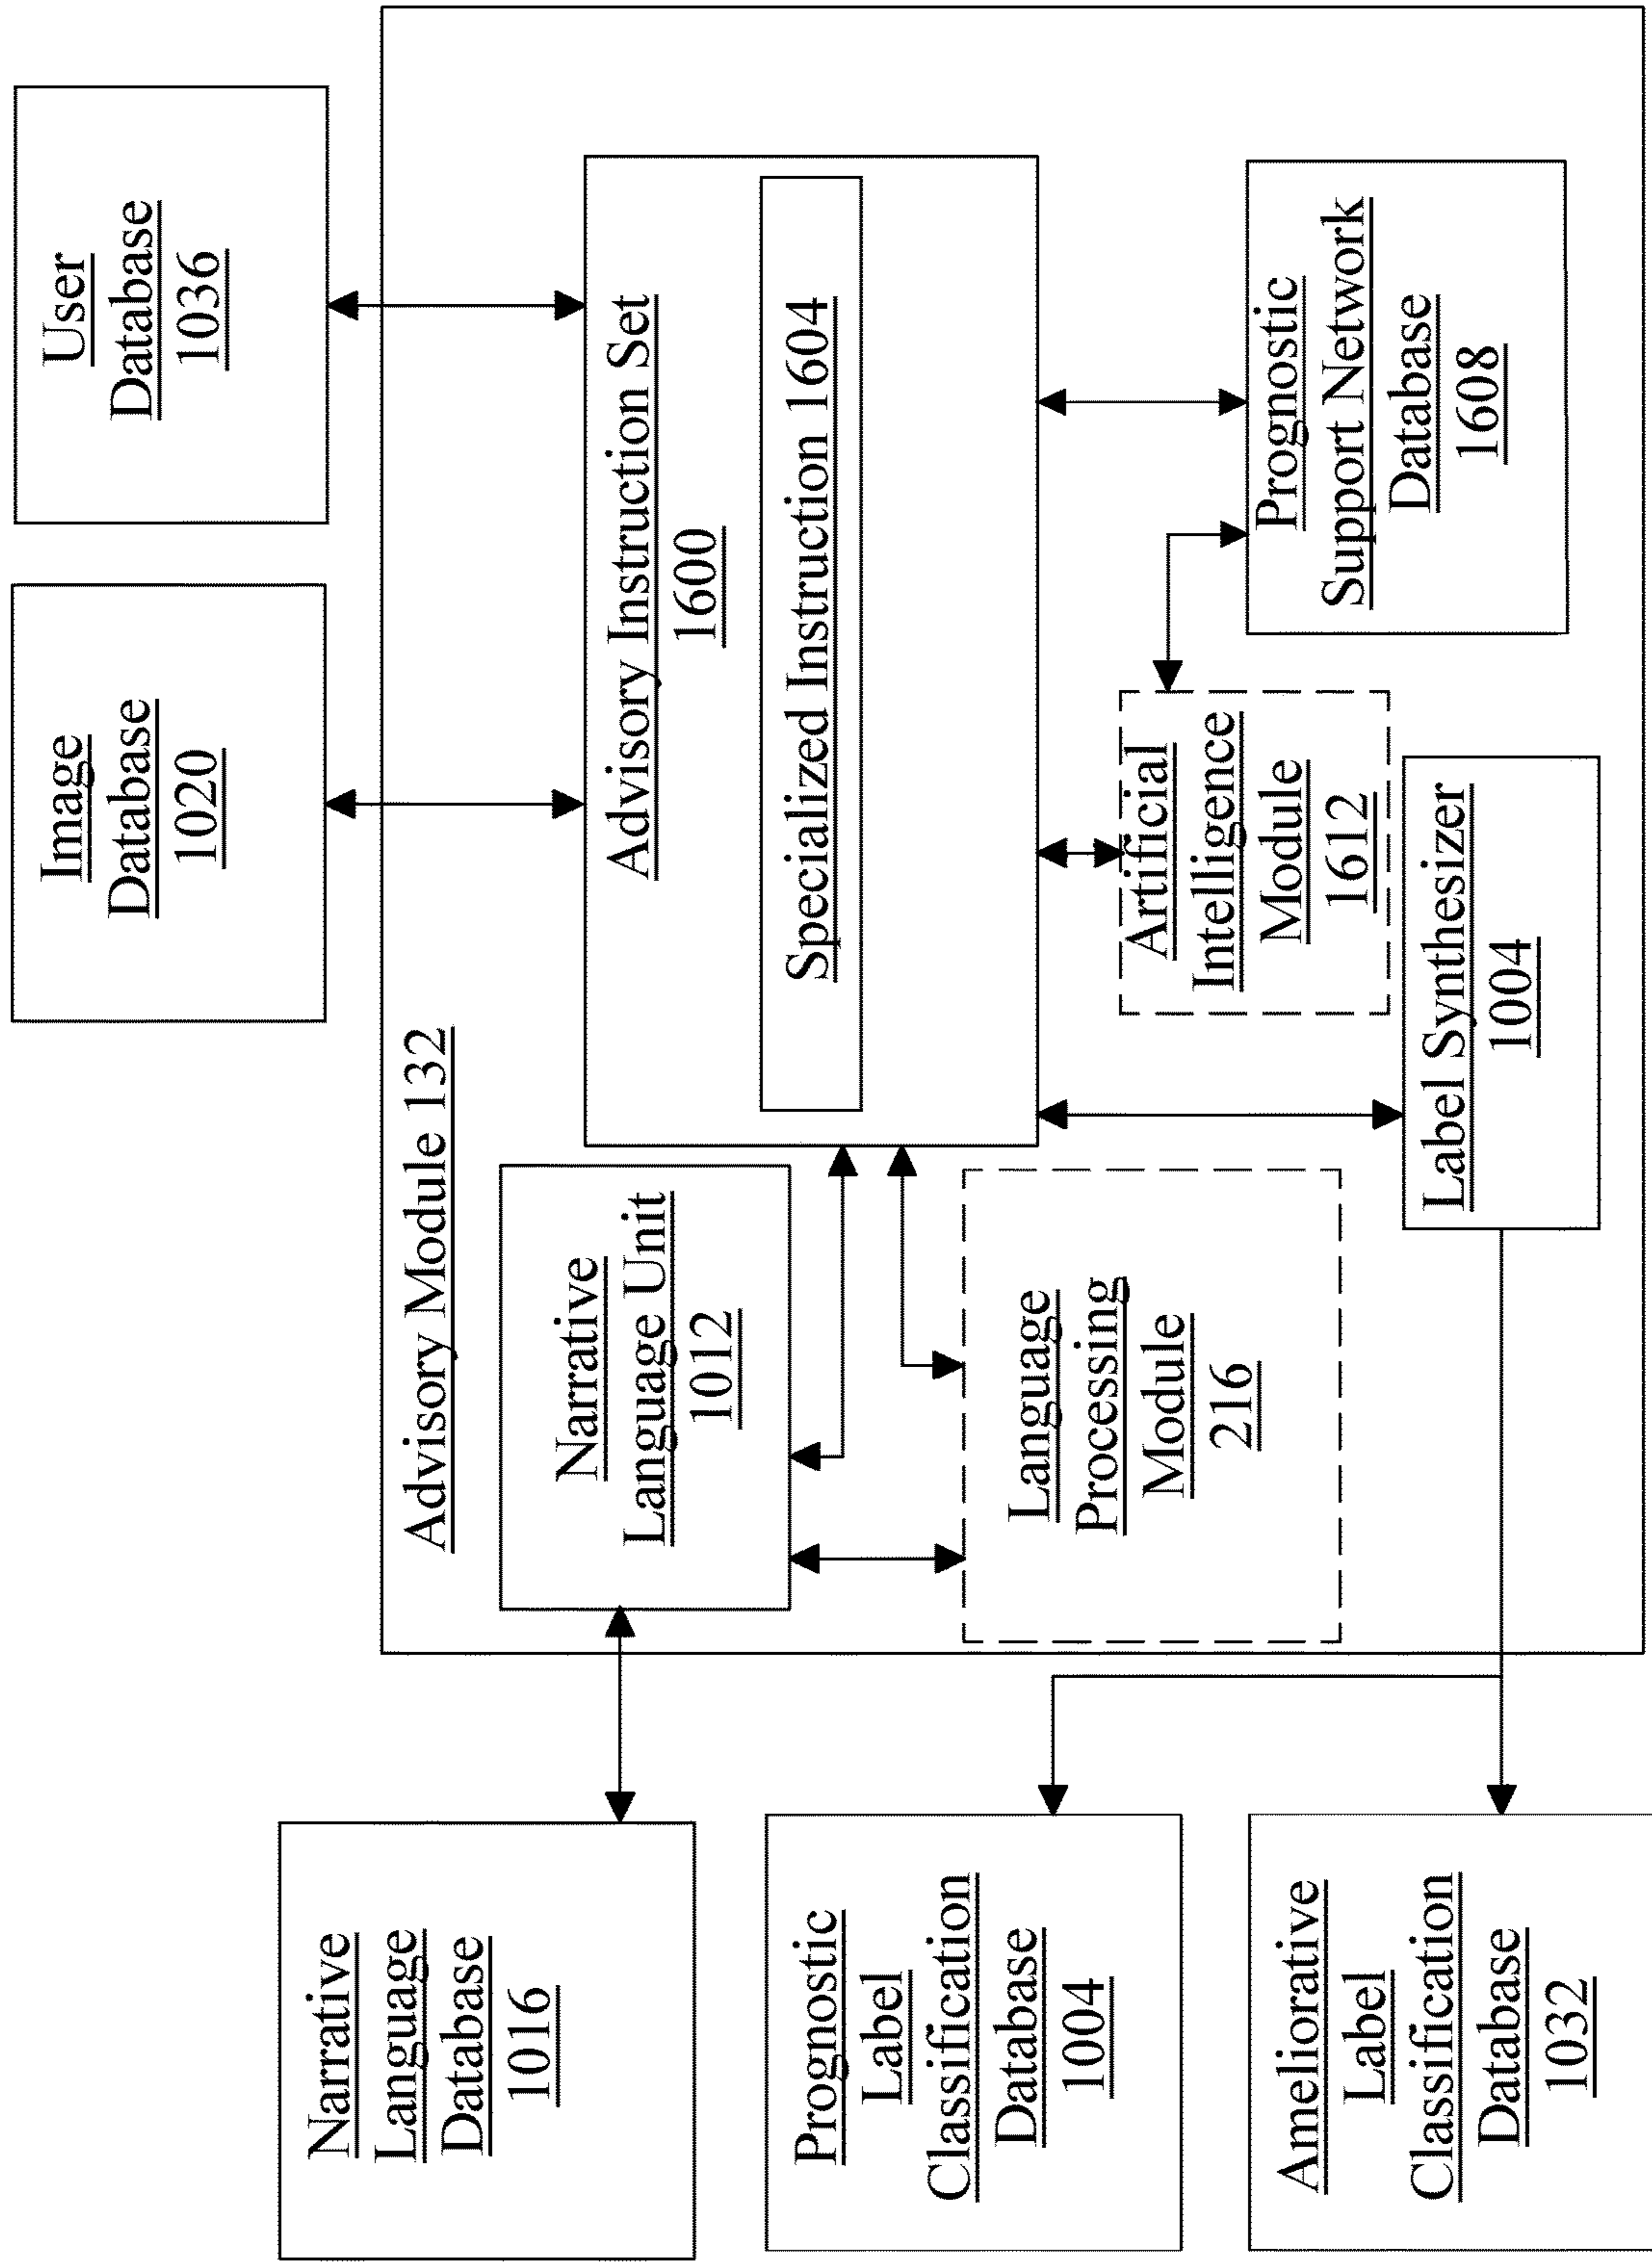 Image
Database
1020
User
Database
1036
Advisory Module 132
Narrative
Language Database
1016
Narrative
Language Unit
1012
Advisory Instruction Set
1600
Specialized Instruction 1604
Prognostic
Label
Classification
Database
1004
Language
Processing
Module
216
Artificial
Intelligence
Module
1612
Prognostic
Support Network
Database
1608
Ameliorative
Label
Classification
Database
1032
Label Synthesizer
1004